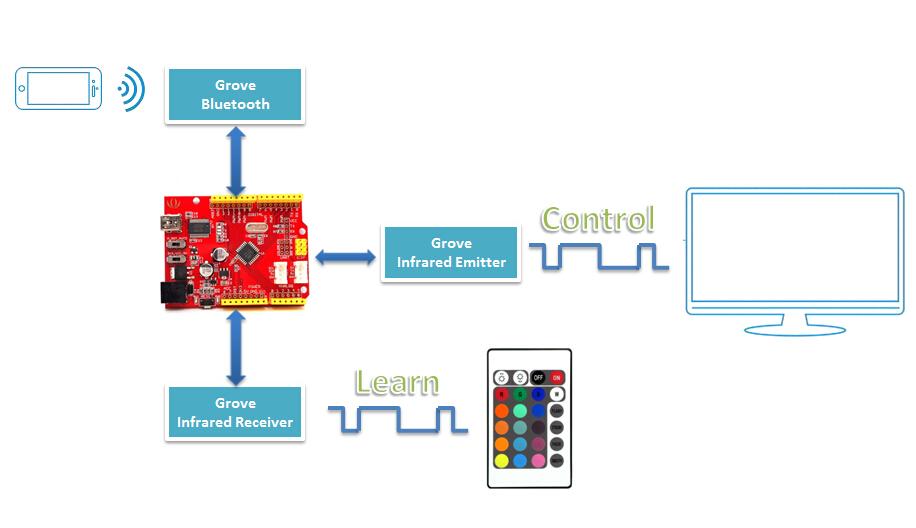 Grove
Bluetooth
Control
Grove
Infrared Emitter
Learn
Grove
Infrared Receiver
OFF
ON
R
G
B
W